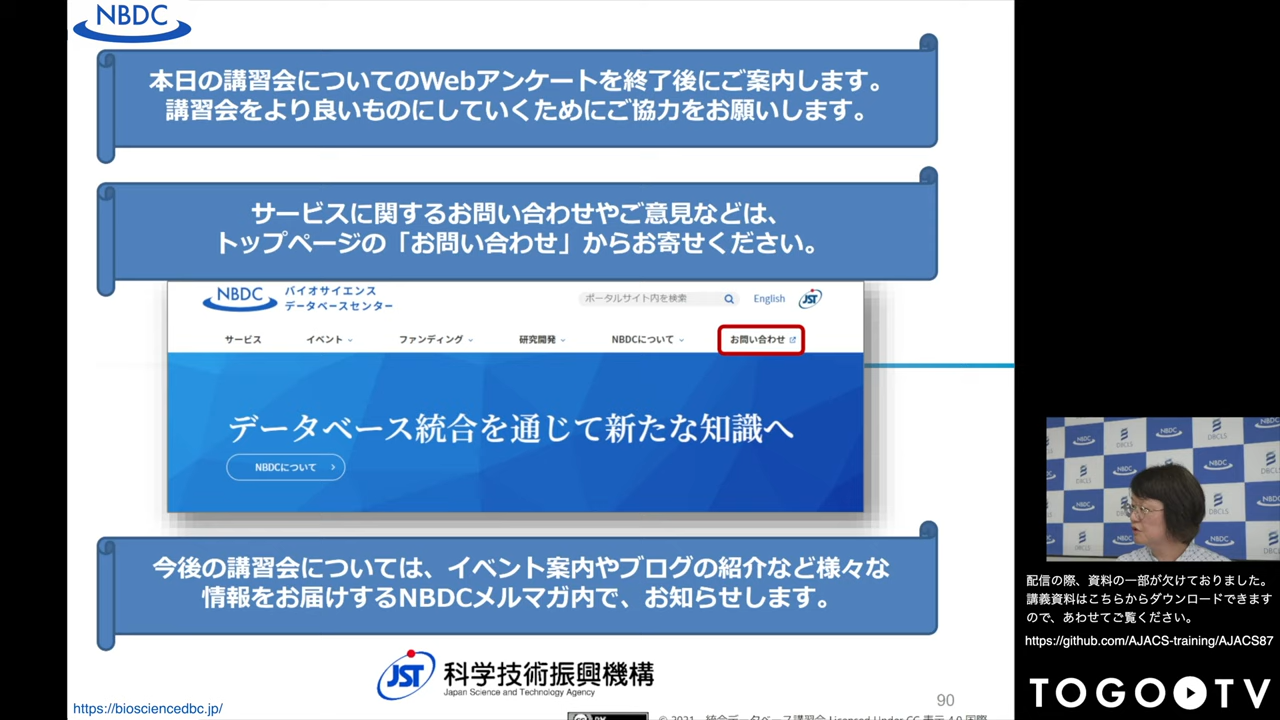 NBDC
本日の講習会についてのWebアンケートを終了後にご案内します。
講習会をより良いものにしていくためにご協力をお願いします。
サービスに関するお問い合わせやご意見などは、
トップページの「お問い合わせ」からお寄せください。
NBDC
バイオサイエンス
データベースセンター
ポータルサイト内を検索
English
JST
サービス
イベント
ファンディング
研究開発
NBDCについて
お問い合わせ
データベース統合を通じて新たな知識へ
NBDCについて
今後の講習会については、イベント案内やブログの紹介など様々な
情報をお届けするNBDCメルマガ内で、お知らせします。
JST
科学技術振興機構
Japan Science and Technology Agency
https://biosciencedbc.jp/
90
配信の際、資料の一部が欠けておりました。
講義資料はこちらからダウンロードできます
ので、あわせてご覧ください。
https://github.com/AJACS-training/AJACS87
TOGO TV